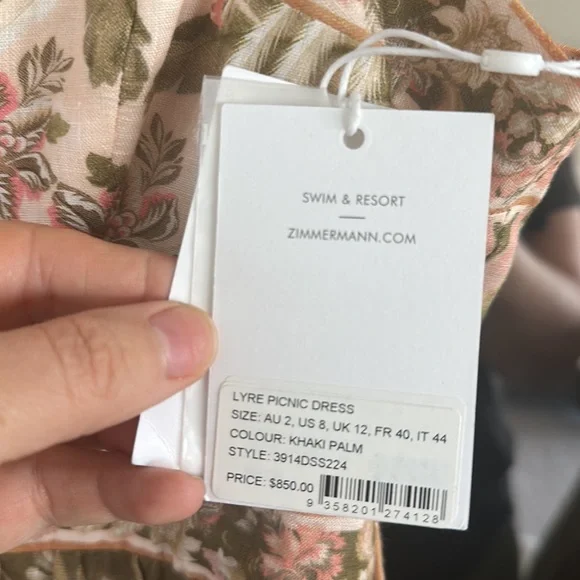 SWIM & RESORT
ZIMMERMANN.COM
LYRE PICNIC DRESS
SIZE: AU 2, US 8, UK 12, FR 40, IT 44
COLOUR: KHAKI PALM
STYLE: 3914DSS224
PRICE: $850.00
9 358201 274128